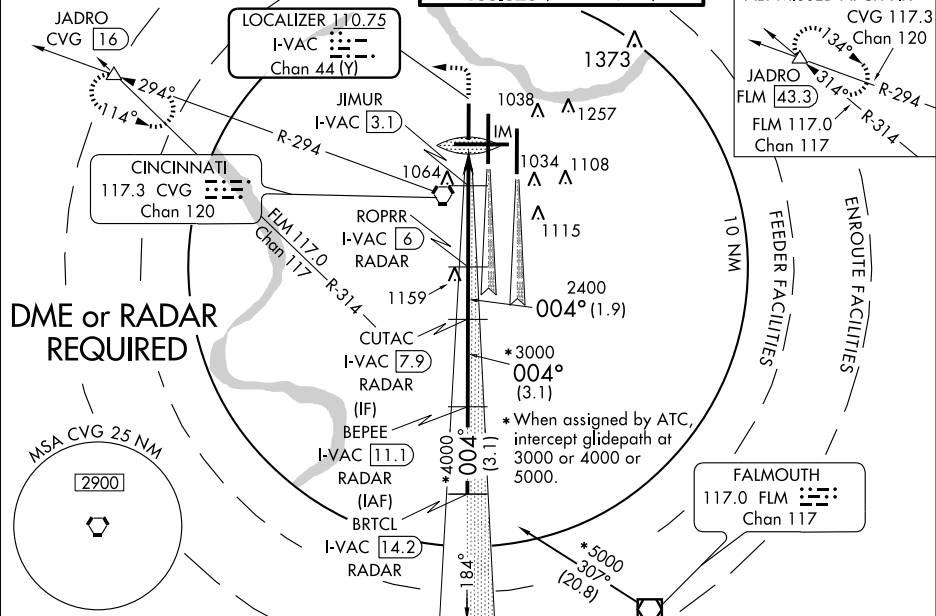 JADRO
CVG 16
LOCALIZER 110.75
I-VAC
Chan 44 (Y)
1373
CVG 117.3
Chan 120
134°
314°
JADRO
FLM 43.3
R-294
R-314
FLM 117.0
Chan 117
294°
114°
R-294
JIMUR
I-VAC 3.1
1038
1257
IM
1034
1108
1064
1115
CINCINNATI
117.3 CVG
Chan 120
FLM 117.0
Chan 117
R-314
ROPRR
I-VAC 6
RADAR
1159
2400
004° (1.9)
10 NM
FEEDER FACILITIES
ENROUTE FACILITIES
DME or RADAR
REQUIRED
CUTAC
I-VAC 7.9
RADAR
*3000
004°
(3.1)
(IF)
BEPEE
I-VAC 11.1
RADAR
*4000
004°
(3.1)
*When assigned by ATC,
intercept glidepath at
3000 or 4000 or
5000.
MSA CVG 25 NM
2900
(IAF)
BRTCL
I-VAC 14.2
RADAR
184°
FALMOUTH
117.0 FLM
Chan 117
*5000
307°
(20.8)